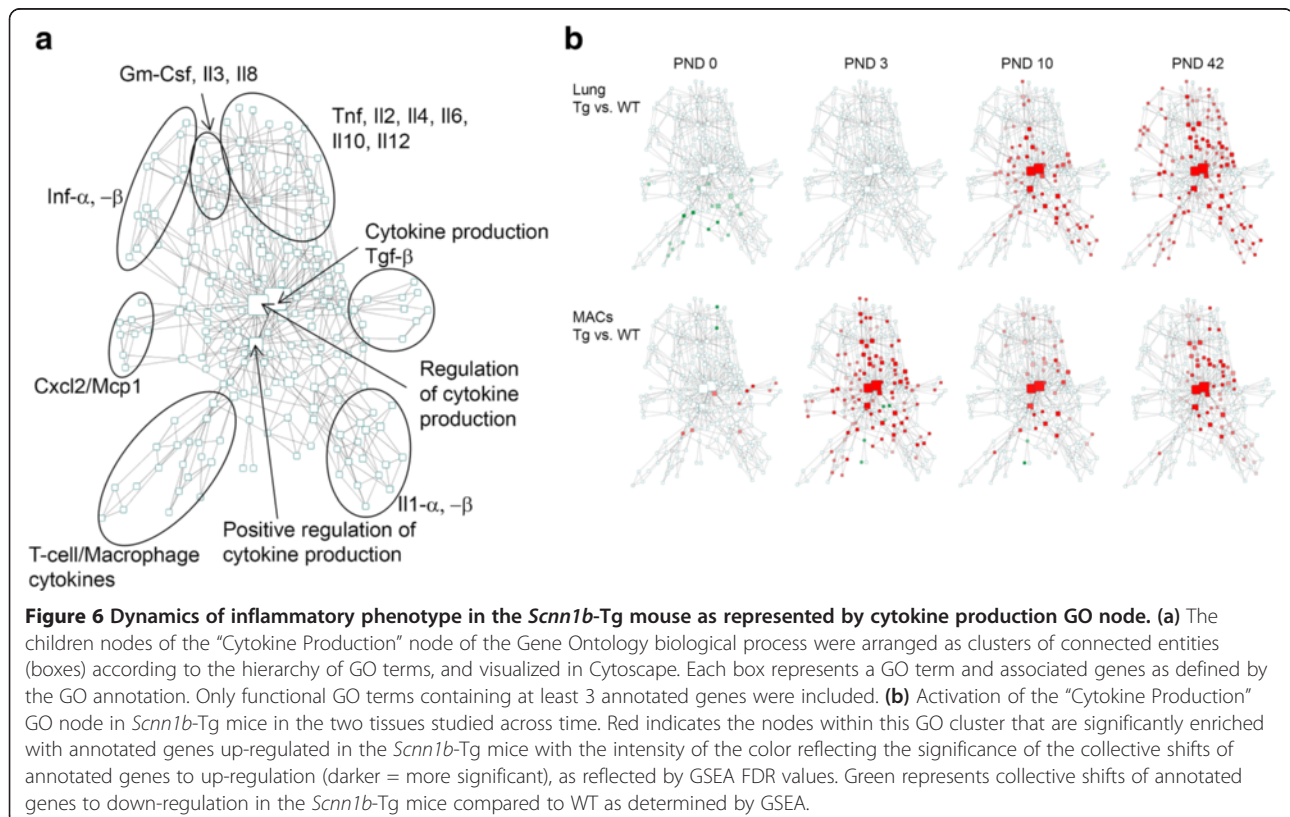 a
Gm-Csf, Il3, Il8
Tnf, Il2, Il4, Il6,
Il10, Il12
Inf-α, –β
Cytokine production
Tgf-β
Cxcl2/Mcp1
Regulation
of cytokine
production
Il1-α, –β
Positive regulation of
cytokine production
T-cell/Macrophage
cytokines
b
PND 0 PND 3 PND 10 PND 42
Lung
Tg vs. WT
MACs
Tg vs. WT
Figure 6 Dynamics of inflammatory phenotype in the Scnn1b-Tg mouse as represented by cytokine production GO node. (a) The
children nodes of the “Cytokine Production” node of the Gene Ontology biological process were arranged as clusters of connected entities
(boxes) according to the hierarchy of GO terms, and visualized in Cytoscape. Each box represents a GO term and associated genes as defined by
the GO annotation. Only functional GO terms containing at least 3 annotated genes were included. (b) Activation of the “Cytokine Production”
GO node in Scnn1b-Tg mice in the two tissues studied across time. Red indicates the nodes within this GO cluster that are significantly enriched
with annotated genes up-regulated in the Scnn1b-Tg mice with the intensity of the color reflecting the significance of the collective shifts of
annotated genes to up-regulation (darker = more significant), as reflected by GSEA FDR values. Green represents collective shifts of annotated
genes to down-regulation in the Scnn1b-Tg mice compared to WT as determined by GSEA.